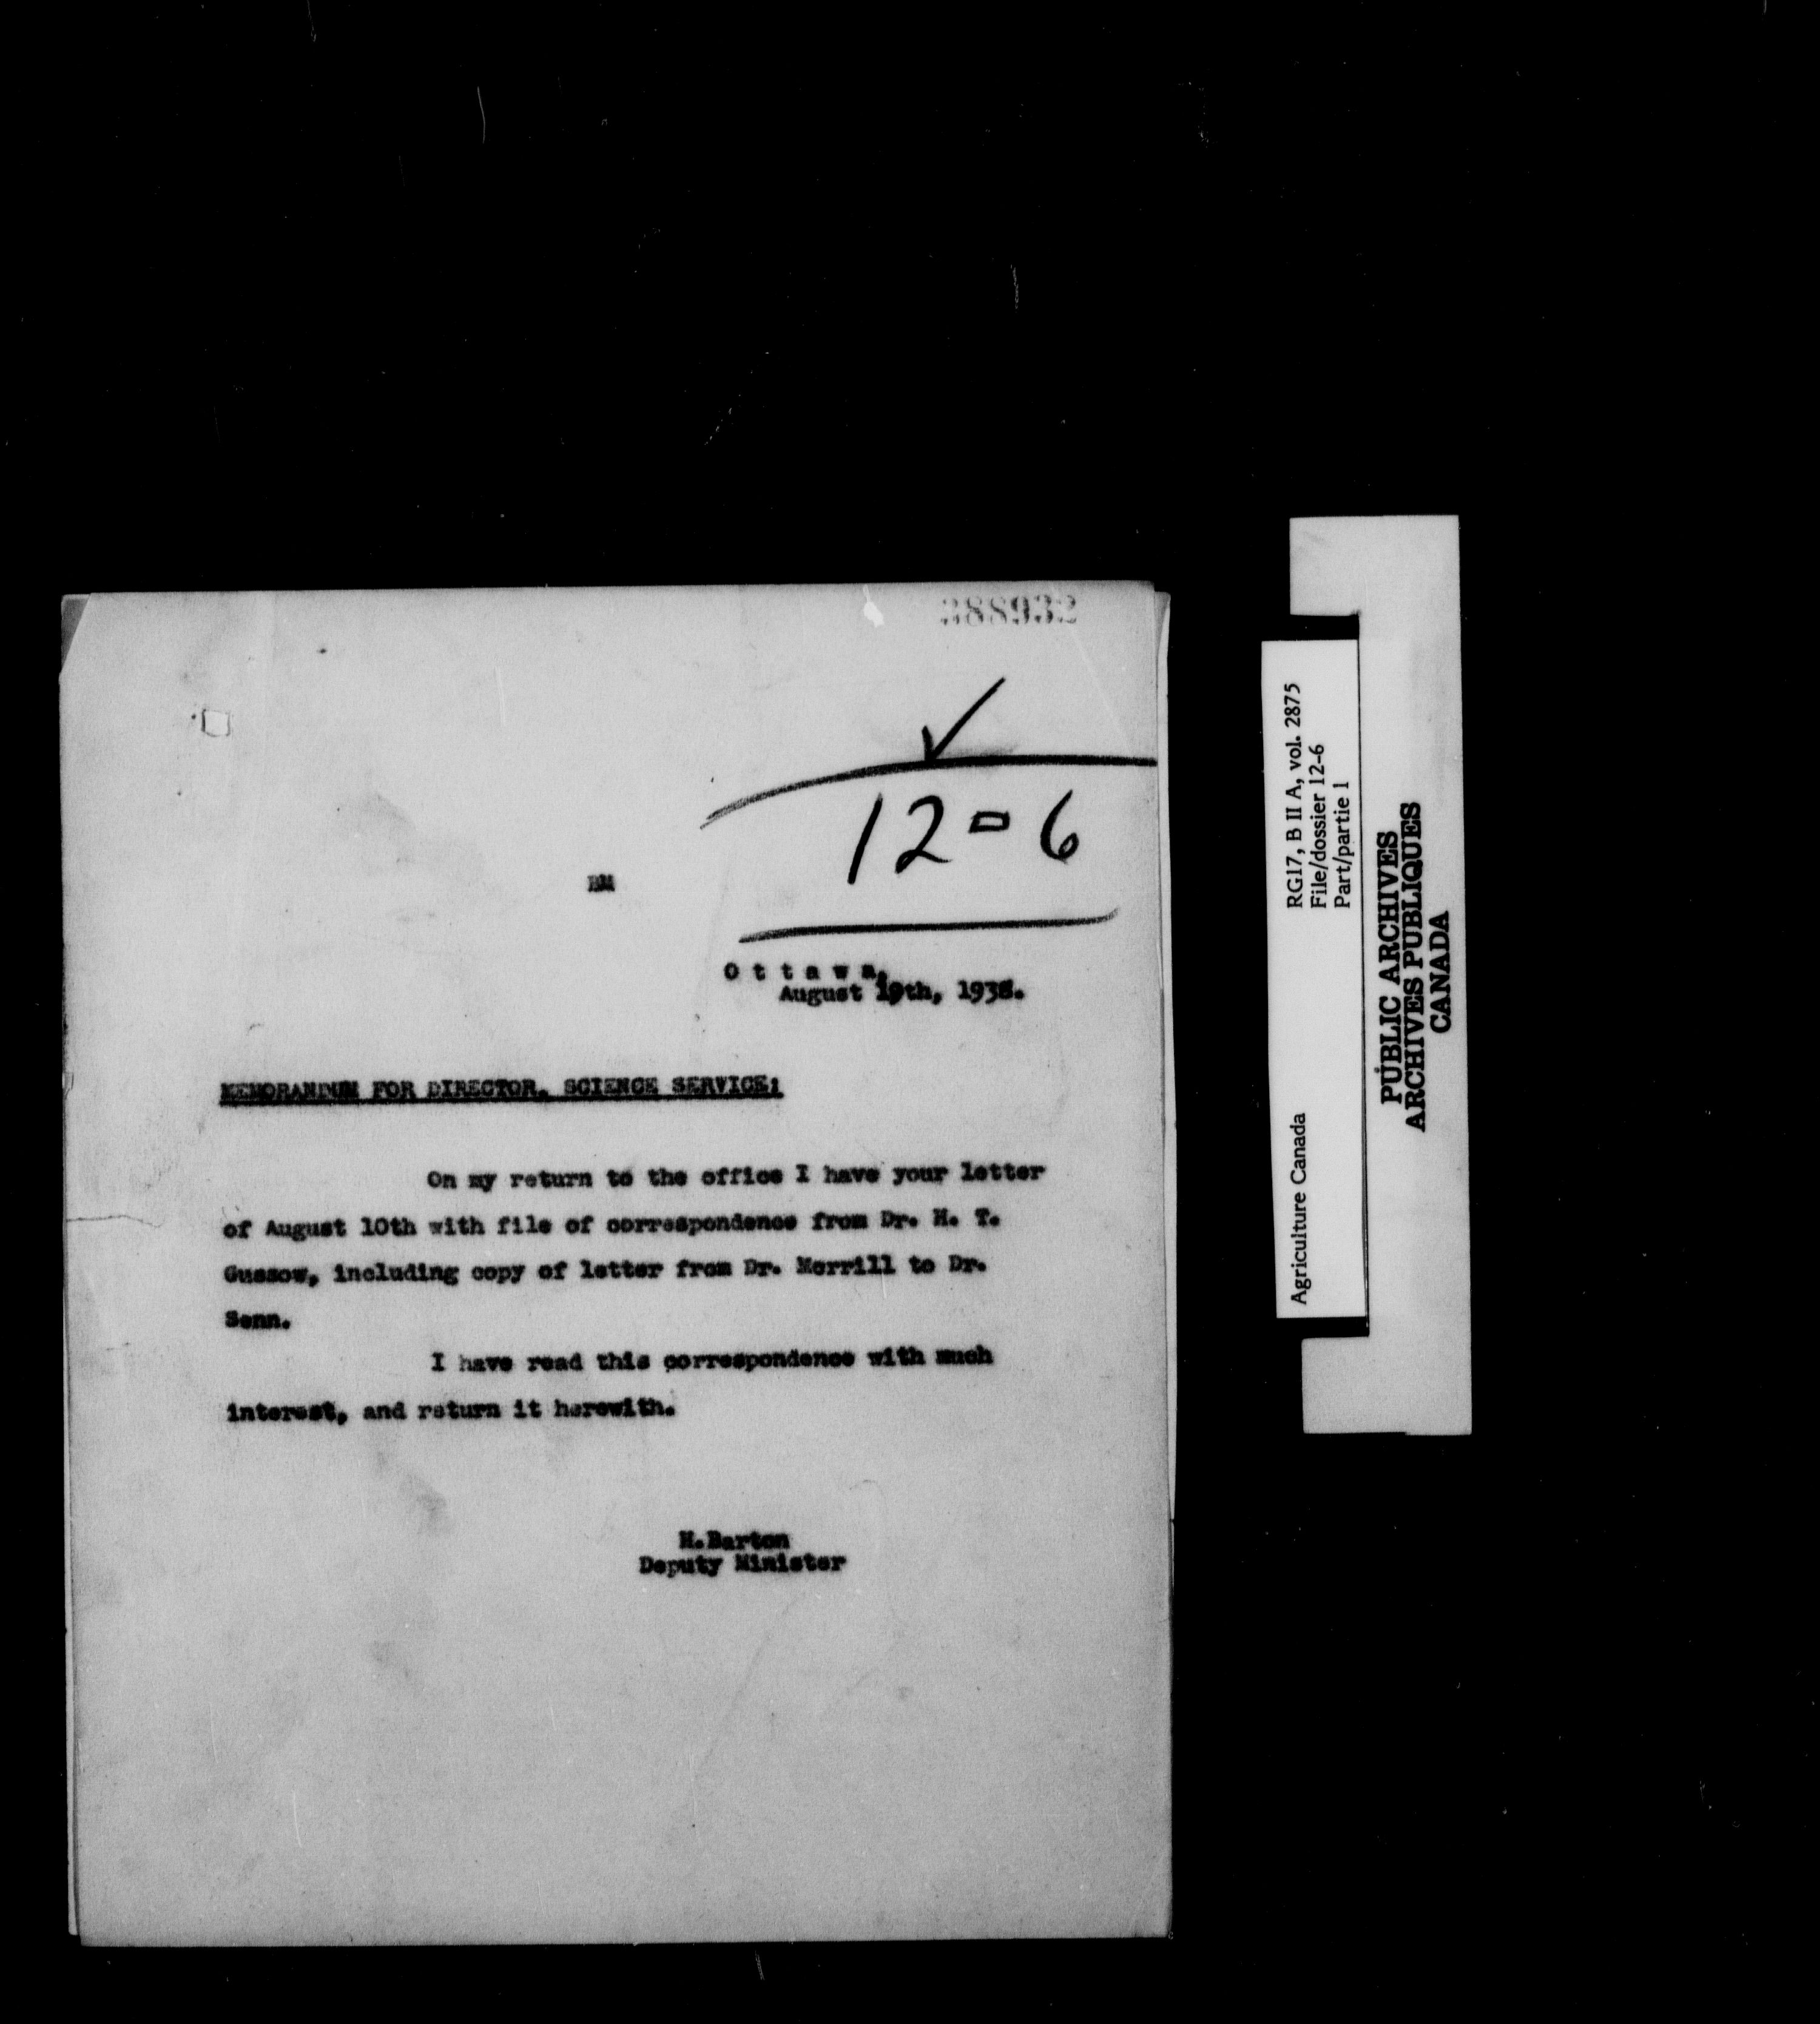 388932
12-6
O t t a w a,
August 19th, 1938.
MEMORANDUM FOR DIRECTOR, SCIENCE SERVICE:
On my return to the office I have your letter
of August 10th with file of correspondence from Dr. H. T.
Gussow, including copy of letter from Dr. Merrill to Dr.
Senn.
I have read this correspondence with much
interest, and return it herewith.
H.Barton
Deputy Minister
Agriculture Canada
RG17, B II A, vol. 2875
File/dossier 12-6
Part/partie 1
PUBLIC ARCHIVES
ARCHIVES PUBLIQUES
CANADA